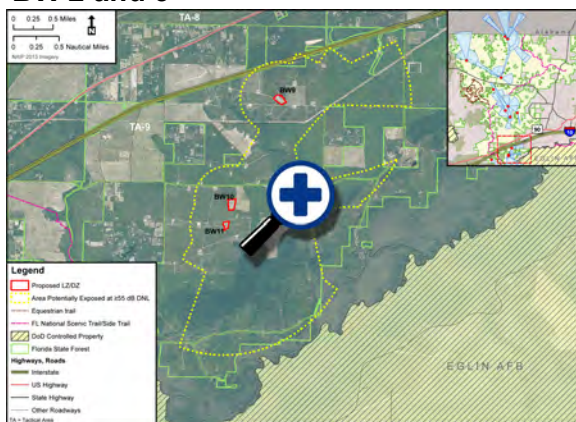 0 0.25 0.5 Miles
0 0.25 0.5 Nautical Miles
NAIP 2013 Imagery
N
TA-8
TA-9
BW9
BW10
BW11
Alabama
90
10
EGLIN AFB
Legend
Proposed LZ/DZ
Area Potentially Exposed at ≥55 dB DNL
Equestrian trail
FL National Scenic Trail/Side Trail
DoD Controlled Property
Florida State Forest
Highways, Roads
Interstate
US Highway
State Highway
Other Roadways
TA = Tactical Area